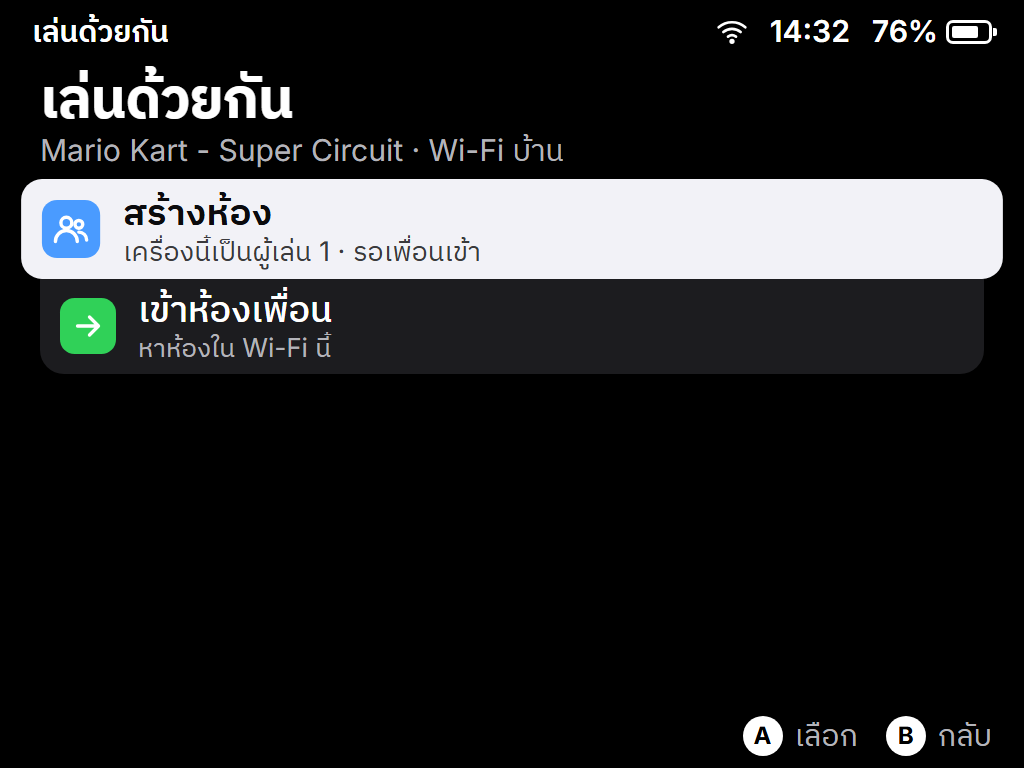 เล่นด้วยกัน 14:32 76%
เล่นด้วยกัน
Mario Kart - Super Circuit · Wi-Fi บ้าน
สร้างห้อง
เครื่องนี้เป็นผู้เล่น 1 · รอเพื่อนเข้า
เข้าห้องเพื่อน
หาห้องใน Wi-Fi นี้
A เลือก B กลับ